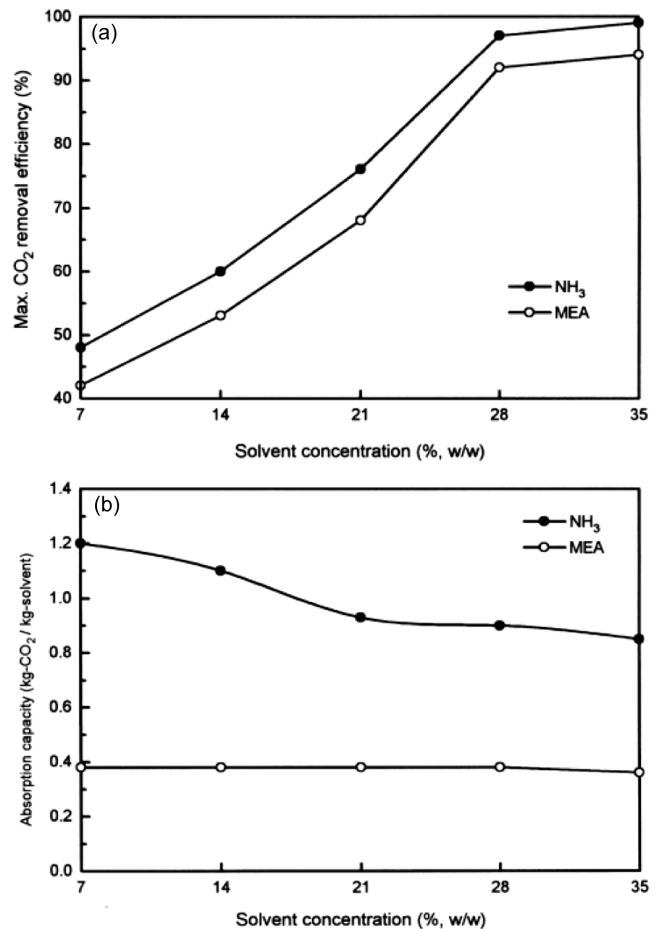 (a)
Max. CO₂ removal efficiency (%)
100
90
80
70
60
50
40
NH₃
MEA
7 14 21 28 35
Solvent concentration (%, w/w)
(b)
Absorption capacity (kg-CO₂ / kg-solvent)
1.4
1.2
1.0
0.8
0.6
0.4
0.2
0.0
NH₃
MEA
7 14 21 28 35
Solvent concentration (%, w/w)